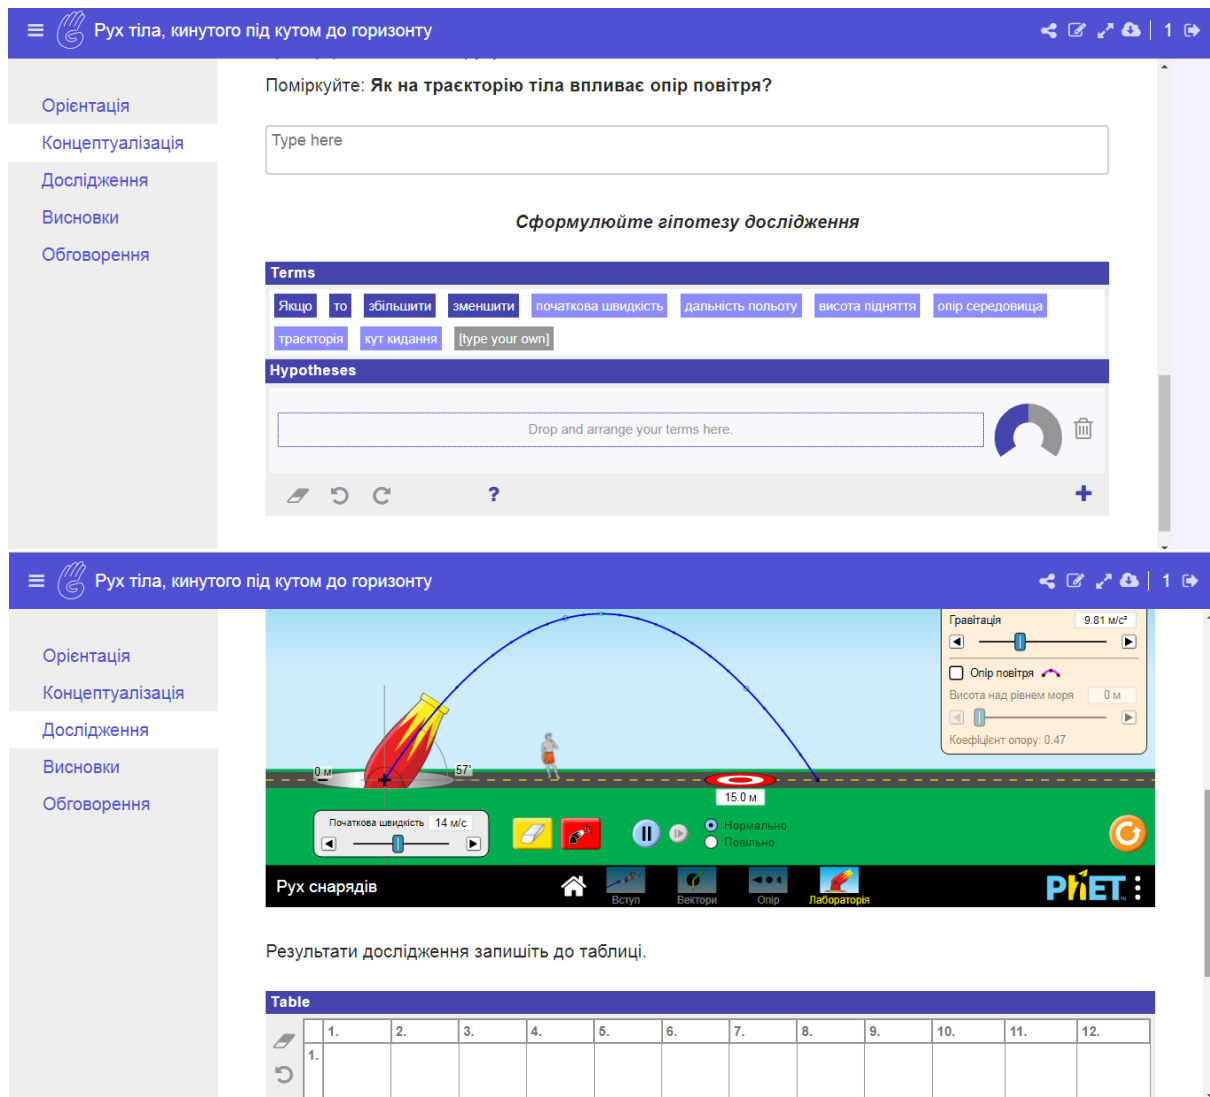 Рух тіла, кинутого під кутом до горизонту
1
Орієнтація
Концептуалізація
Дослідження
Висновки
Обговорення
Поміркуйте: Як на траєкторію тіла впливає опір повітря?
Type here
Сформулюйте гіпотезу дослідження
Terms
Якщо то збільшити зменшити початкова швидкість дальність польоту висота підняття опір середовища
траєкторія кут кидання [type your own]
Hypotheses
Drop and arrange your terms here.
?
Рух тіла, кинутого під кутом до горизонту
1
Орієнтація
Концептуалізація
Дослідження
Висновки
Обговорення
Гравітація 9.81 м/с²
Опір повітря
Висота над рівнем моря 0 м
Коефіцієнт опору: 0.47
0 м
57°
15.0 м
Початкова швидкість 14 м/с
Нормально
Повільно
Рух снарядів
Вступ Вектори Опір Лабораторія
PhET
Результати дослідження запишіть до таблиці.
Table
1. 2. 3. 4. 5. 6. 7. 8. 9. 10. 11. 12.
1.